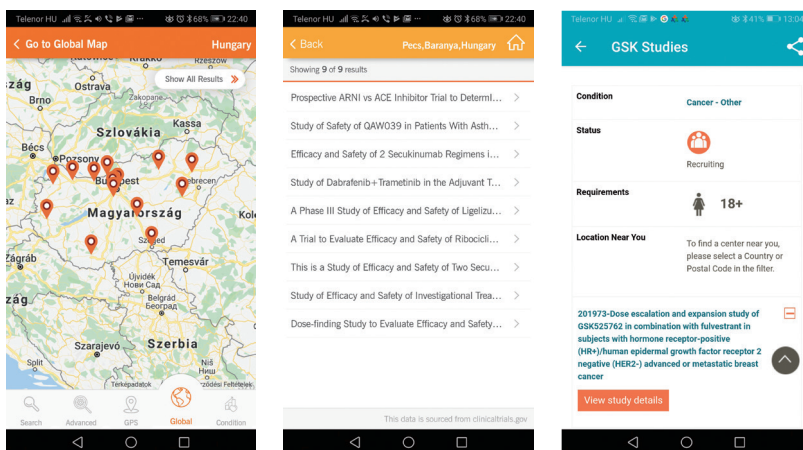 Telenor HU 68% 22:40
Go to Global Map Hungary
Show All Results
Krakkó
Rzeszów
Ostrava
Zakopane
Brno
Szlovákia
Kassa
Bécs
Pozsony
Budapest
Debrecen
Magyarország
Szeged
Temesvár
Zágráb
Újvidék
Нови Сад
Belgrád
Београд
Szarajevó
Szerbia
Split
Niš
Ниш
Térképadatok
Search Advanced GPS Global Condition
Telenor HU 68% 22:40
Back Pecs,Baranya,Hungary
Showing 9 of 9 results
Prospective ARNI vs ACE Inhibitor Trial to DetermI...
Study of Safety of QAW039 in Patients With Asth...
Efficacy and Safety of 2 Secukinumab Regimens i...
Study of Dabrafenib+Trametinib in the Adjuvant T...
A Phase III Study of Efficacy and Safety of Ligelizu...
A Trial to Evaluate Efficacy and Safety of Ribocicli...
This is a Study of Efficacy and Safety of Two Secu...
Study of Efficacy and Safety of Investigational Trea...
Dose-finding Study to Evaluate Efficacy and Safety...
This data is sourced from clinicaltrials.gov
Telenor HU 41% 13:04
GSK Studies
Condition
Cancer - Other
Status
Recruiting
Requirements
18+
Location Near You
To find a center near you,
please select a Country or
Postal Code in the filter.
201973-Dose escalation and expansion study of
GSK525762 in combination with fulvestrant in
subjects with hormone receptor-positive
(HR+)/human epidermal growth factor receptor 2
negative (HER2-) advanced or metastatic breast
cancer
View study details